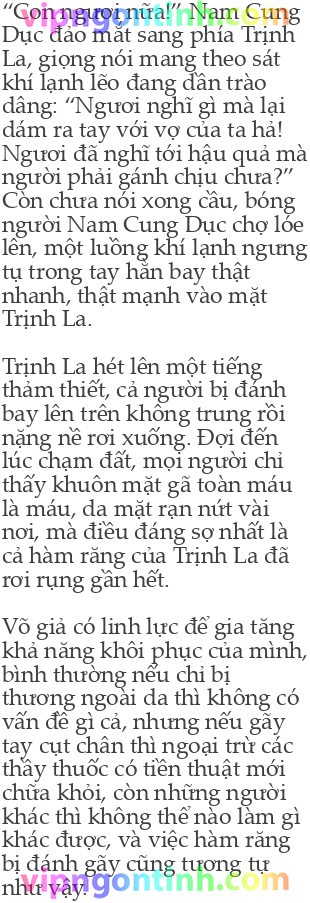 “Con ngươi nữa!” Nam Cung
Dục đảo mắt sang phía Trịnh
La, giọng nói mang theo sát
khí lạnh lẽo đang dần trào
dâng: “Ngươi nghĩ gì mà lại
dám ra tay với vợ của ta hả!
Ngươi đã nghĩ tới hậu quả mà
người phải gánh chịu chưa?”
Còn chưa nói xong cầu, bóng
người Nam Cung Dục chợ lóe
lên, một luồng khí lạnh ngưng
tụ trong tay hắn bay thật
nhanh, thật mạnh vào mặt
Trịnh La.
Trịnh La hét lên một tiếng
thảm thiết, cả người bị đánh
bay lên trên không trung rồi
nặng nề rơi xuống. Đợi đến
lúc chạm đất, mọi người chỉ
thấy khuôn mặt gã toàn máu
là máu, da mặt rạn nứt vài
nơi, mà điều đáng sợ nhất là
cả hàm răng của Trịnh La đã
rơi rụng gần hết.
Võ giả có linh lực để gia tăng
khả năng khôi phục của mình,
bình thường nếu chỉ bị
thương ngoài da thì không có
vấn đề gì cả, nhưng nếu gãy
tay cụt chân thì ngoại trừ các
thầy thuốc có tiền thuật mới
chữa khỏi, còn những người
khác thì không thể nào làm gì
khác được, và việc hàm răng
bị đánh gãy cũng tương tự
như vậy.
vipngontinh.com
vipngontinh.com